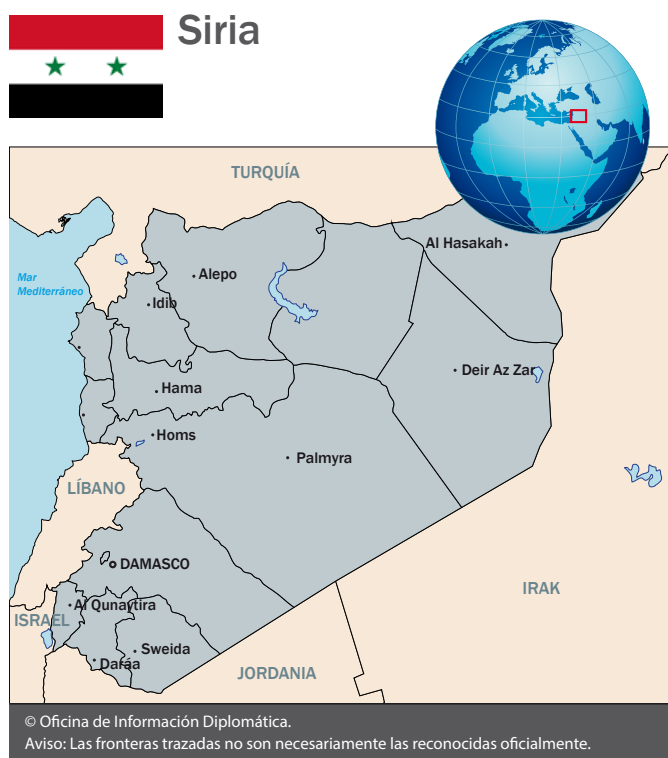 Siria
TURQUÍA
Al Hasakah
Mar
Mediterráneo
Alepo
Idib
Deir Az Zar
Hama
Homs
Palmyra
LÍBANO
DAMASCO
IRAK
Al Qunaytira
ISRAEL
Sweida
Daráa
JORDANIA
© Oficina de Información Diplomática.
Aviso: Las fronteras trazadas no son necesariamente las reconocidas oficialmente.